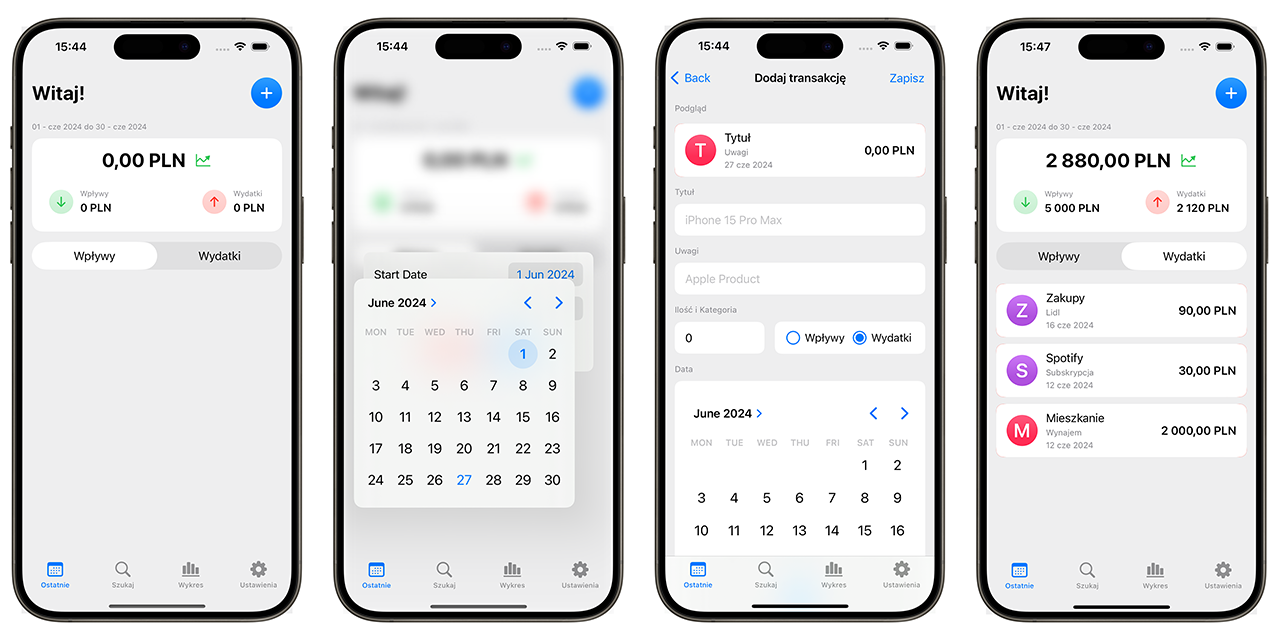 15:44
Witaj!
01 - cze 2024 do 30 - cze 2024
0,00 PLN
Wpływy
0 PLN
Wydatki
0 PLN
Wpływy Wydatki
Ostatnie Szukaj Wykres Ustawienia
15:44
Witaj!
0,00 PLN
Start Date 1 Jun 2024
June 2024
MON TUE WED THU FRI SAT SUN
1 2
3 4 5 6 7 8 9
10 11 12 13 14 15 16
17 18 19 20 21 22 23
24 25 26 27 28 29 30
Ostatnie Szukaj Wykres Ustawienia
15:44
Back Dodaj transakcję Zapisz
Podgląd
T
Tytuł
Uwagi
27 cze 2024
0,00 PLN
Tytuł
iPhone 15 Pro Max
Uwagi
Apple Product
Ilość i Kategoria
0
Wpływy Wydatki
Data
June 2024
MON TUE WED THU FRI SAT SUN
1 2
3 4 5 6 7 8 9
10 11 12 13 14 15 16
Ostatnie Szukaj Wykres Ustawienia
15:47
Witaj!
01 - cze 2024 do 30 - cze 2024
2 880,00 PLN
Wpływy
5 000 PLN
Wydatki
2 120 PLN
Wpływy Wydatki
Z
Zakupy
Lidl
16 cze 2024
90,00 PLN
S
Spotify
Subskrypcja
12 cze 2024
30,00 PLN
M
Mieszkanie
Wynajem
12 cze 2024
2 000,00 PLN
Ostatnie Szukaj Wykres Ustawienia